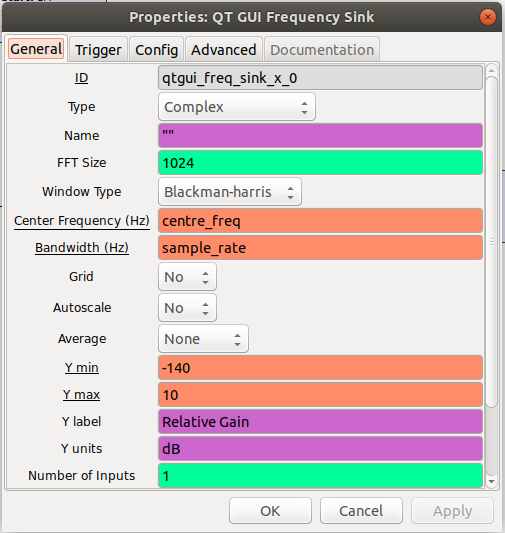 Properties: QT GUI Frequency Sink
General Trigger Config Advanced Documentation
ID qtgui_freq_sink_x_0
Type Complex
Name ""
FFT Size 1024
Window Type Blackman-harris
Center Frequency (Hz) centre_freq
Bandwidth (Hz) sample_rate
Grid No
Autoscale No
Average None
Y min -140
Y max 10
Y label Relative Gain
Y units dB
Number of Inputs 1
OK Cancel Apply